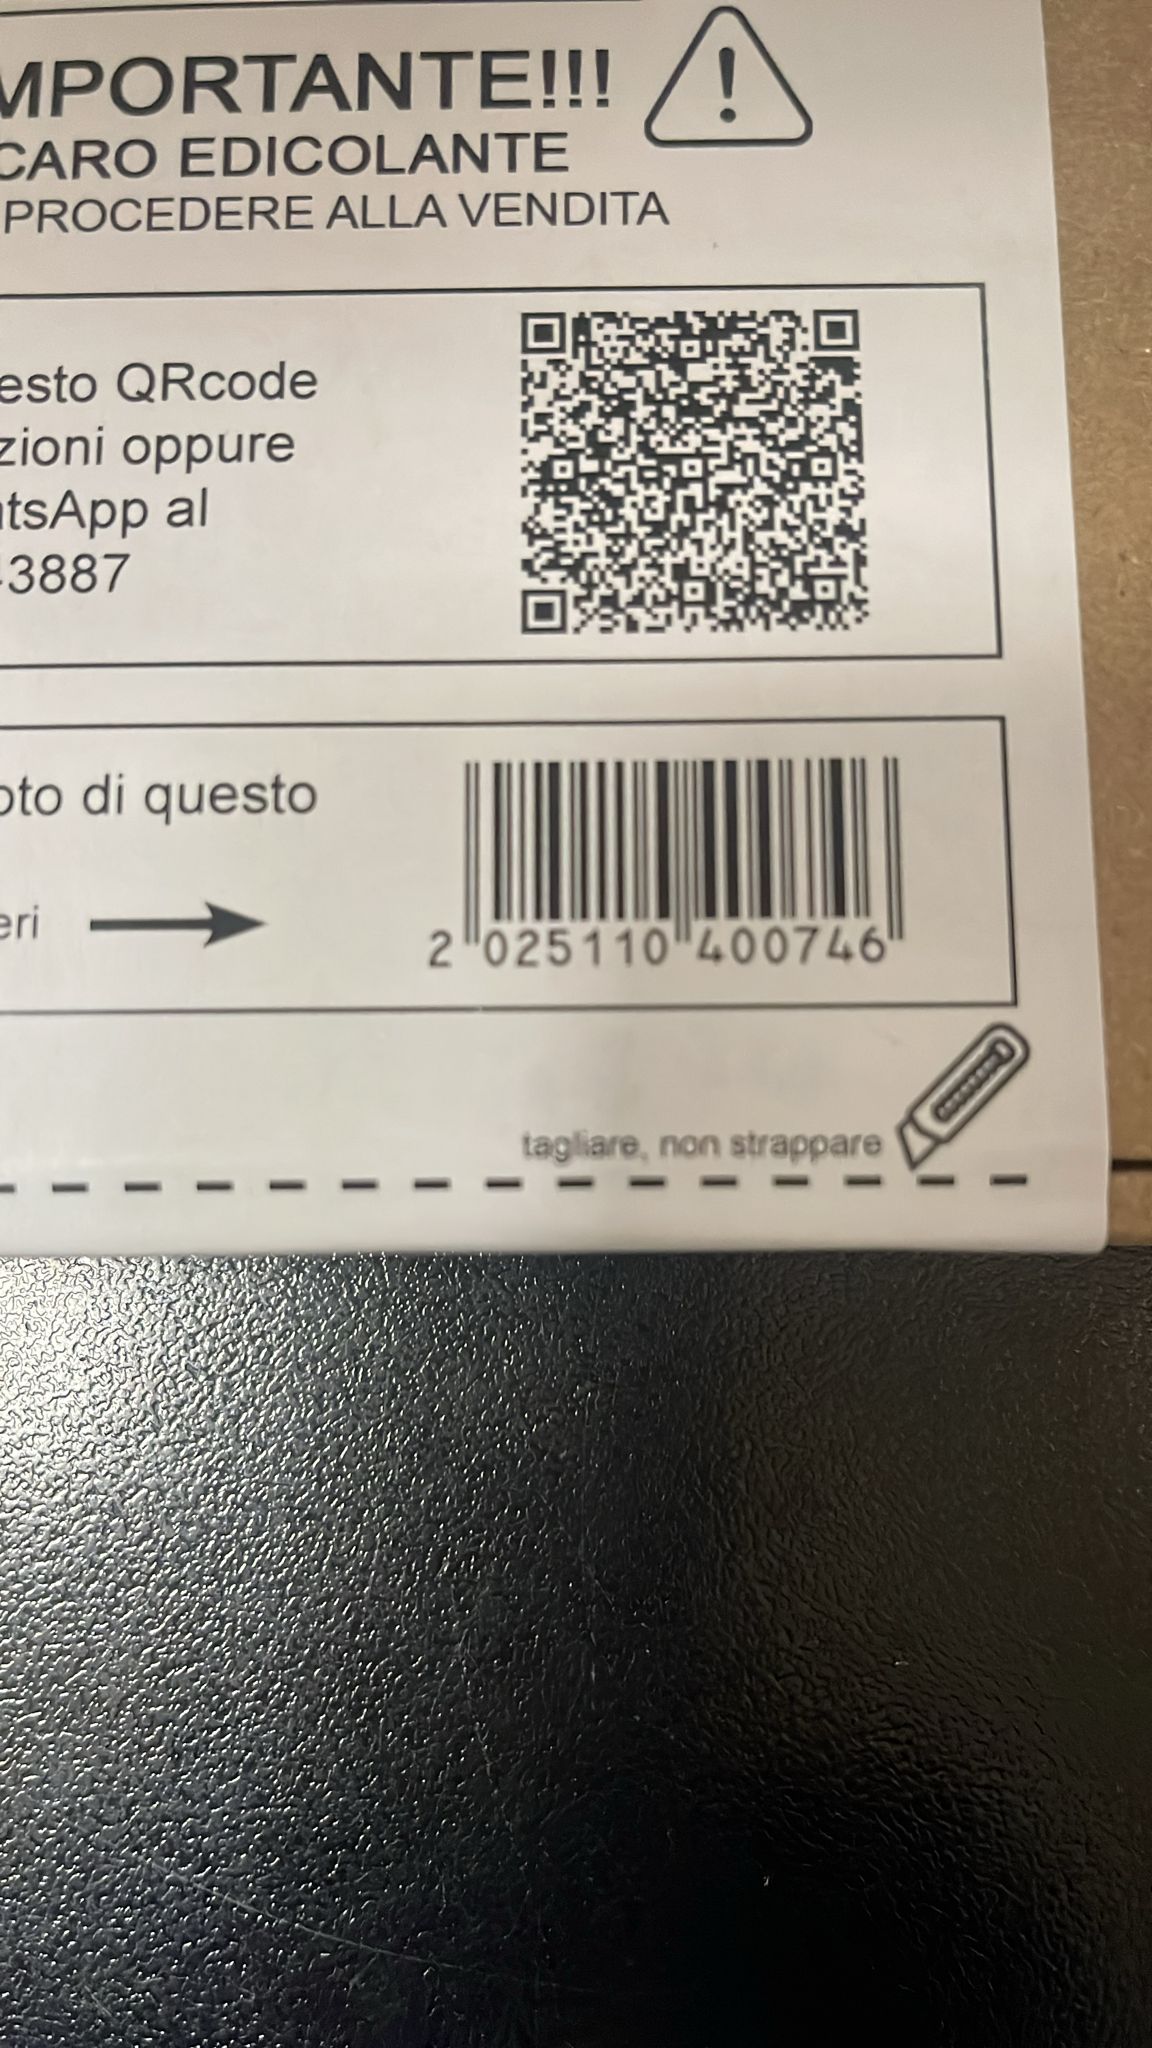 MPORTANTE!!!
CARO EDICOLANTE
PROCEDERE ALLA VENDITA
esto QRcode
zioni oppure
atsApp al
3887
oto di questo
eri
2 025110 400746
tagliare, non strappare